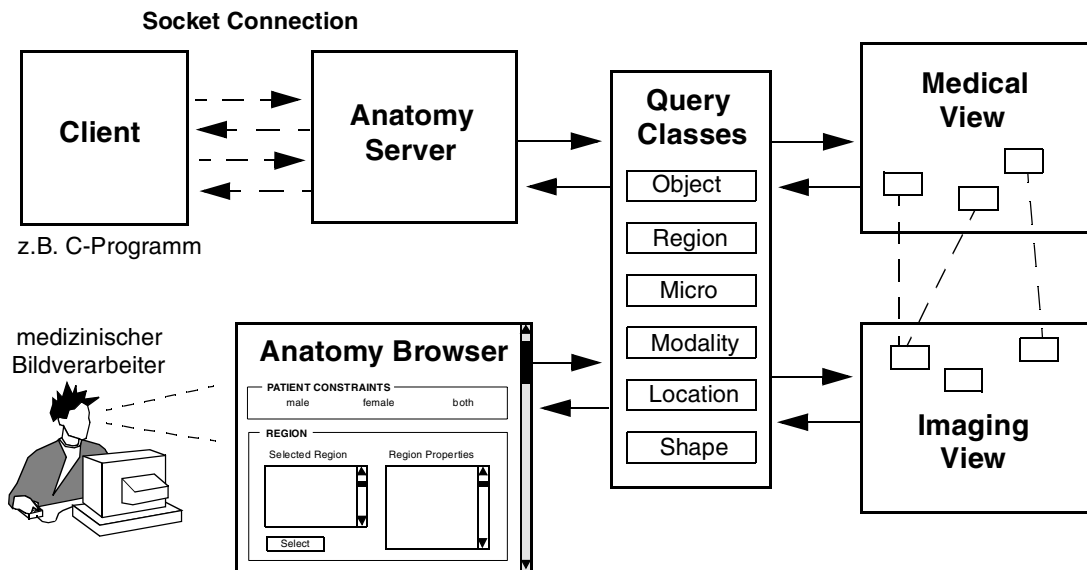 Socket Connection
Client
z.B. C-Programm
Anatomy
Server
Query
Classes
Object
Region
Micro
Modality
Location
Shape
Medical
View
Imaging
View
medizinischer
Bildverarbeiter
Anatomy Browser
PATIENT CONSTRAINTS
male female both
REGION
Selected Region Region Properties
Select